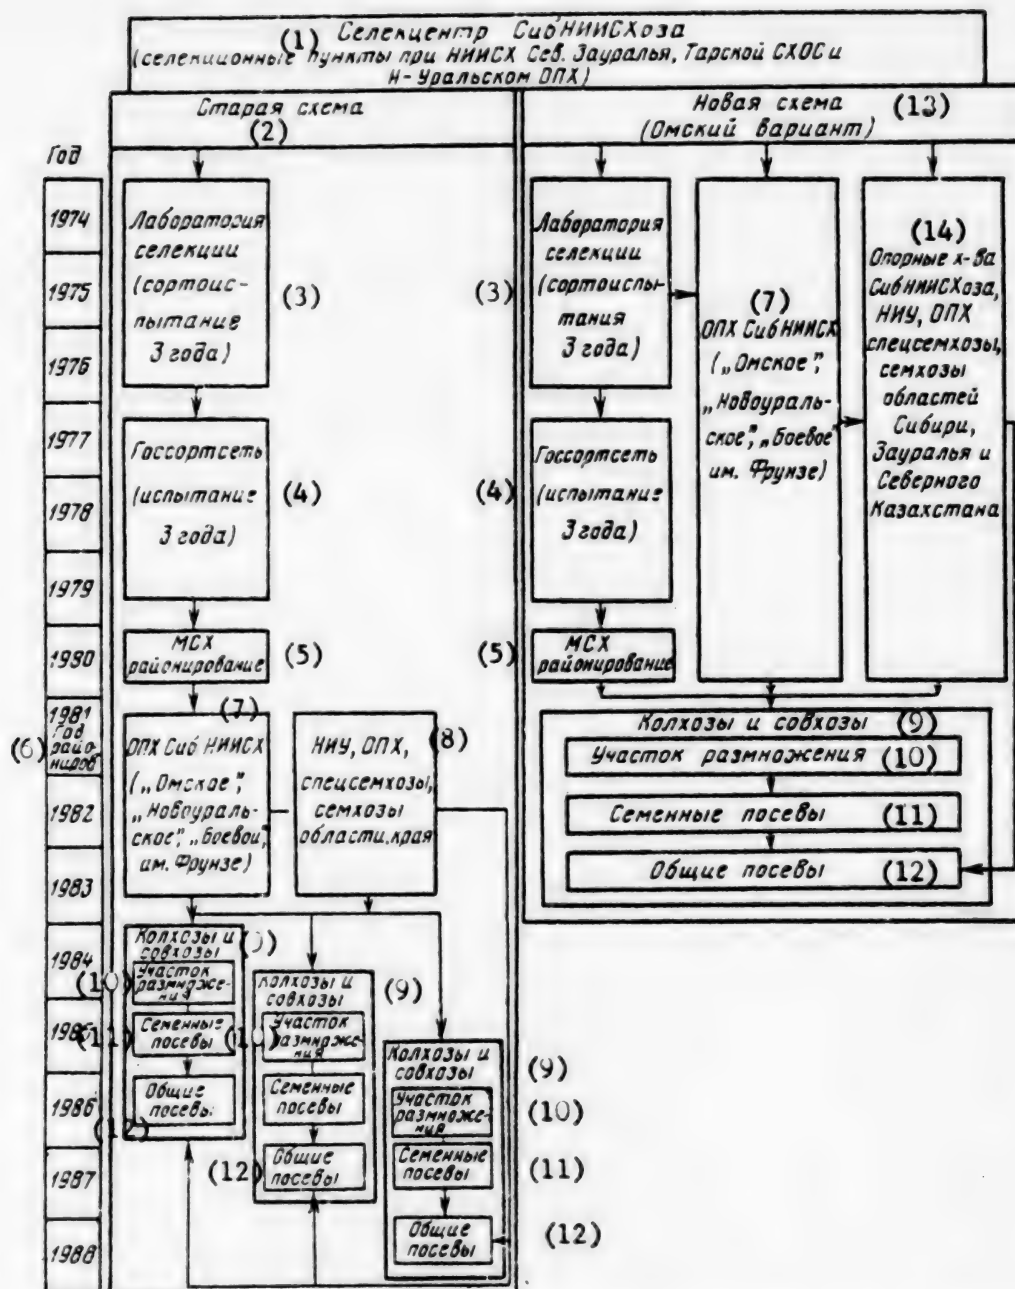 (1) Селекцентр СибНИИСХоза
(селекционные пункты при НИИСХ Сев. Зауралья, Тарской СХОС и
Н-Уральском ОПХ)
Старая схема
(2)
Год
1974
1975
1976
1977
1978
1979
1980
1981
Год
райо-
ниров
(6)
1982
1983
1984
1985
1986
1987
1988
Лаборатория
селекции
(сортоис-
пытание
3 года)
(3)
Госсортсеть
(испытание
3 года)
(4)
МСХ
районирование
(5)
(7)
ОПХ Сиб НИИСХ
(„Омское",
„Новоураль-
ское", „Боевой",
им. Фрунзе)
НИУ, ОПХ,
(8)
спецсемхозы,
семхозы
области, края
Колхозы и
совхозы
(10)
Участок
размноже-
ния
Семенные
посевы
Общие
посевы
(12)
Колхозы и
совхозы
(9)
Участок
размноже-
ния
Семенные
посевы
(12)
Общие
посевы
Колхозы и
совхозы
(9)
Участок
размноже-
ния
(10)
Семенные
посевы
(11)
Общие
посевы
(12)
Новая схема
(13)
(Омский вариант)
Лаборатория
селекции
(сортоиспы-
тания
3 года)
(3)
Госсортсеть
(испытание
3 года)
(4)
МСХ
районирование
(5)
(7)
ОПХ СибНИИСХ
(„Омское",
„Новоураль-
ское", „Боевое"
им. Фрунзе)
(14)
Опорные х-ва
СибНИИСХоза,
НИУ, ОПХ
спецсемхозы,
семхозы
областей
Сибири,
Зауралья и
Северного
Казахстана
Колхозы и совхозы (9)
Участок размножения (10)
Семенные посевы (11)
Общие посевы (12)